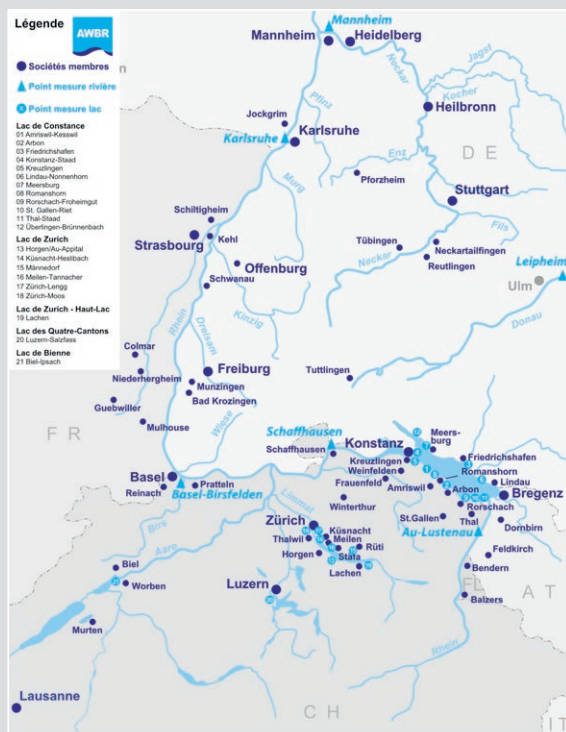 Légende
AWBR
Sociétés membres
Point mesure rivière
Point mesure lac
Lac de Constance
01 Amriswil-Kesswil
02 Arbon
03 Friedrichshafen
04 Konstanz-Staad
05 Kreuzlingen
06 Lindau-Nonnenhorn
07 Meersburg
08 Romanshorn
09 Rorschach-Froheimgut
10 St. Gallen-Riet
11 Thal-Staad
12 Überlingen-Brünnenbach
Lac de Zurich
13 Horgen/Au-Appital
14 Küsnacht-Heslibach
15 Männedorf
16 Meilen-Tannacher
17 Zürich-Lengg
18 Zürich-Moos
Lac de Zurich - Haut-Lac
19 Lachen
Lac des Quatre-Cantons
20 Luzern-Salzfass
Lac de Bienne
21 Biel-Ipsach
Mannheim
Mannheim
Heidelberg
Neckar
Jagst
Kocher
Pfinz
Heilbronn
Jockgrim
Karlsruhe
Karlsruhe
Enz
DE
Pforzheim
Murg
Stuttgart
Schiltigheim
Strasbourg
Kehl
Fils
Tübingen
Neckartailfingen
Reutlingen
Neckar
Offenburg
Leipheim
Ulm
Schwanau
Rhein
Kinzig
Donau
Dreisam
Colmar
Niederhergheim
Freiburg
Tuttlingen
Munzingen
Bad Krozingen
Guebwiller
Mulhouse
Wiese
FR
Schaffhausen
Schaffhausen
Konstanz
Meers-
burg
Kreuzlingen
Friedrichshafen
Weinfelden
Romanshorn
Basel
Pratteln
Frauenfeld
Lindau
Reinach
Basel-Birsfelden
Amriswil
Arbon
Bregenz
Limmat
Winterthur
Rorschach
St.Gallen
Thal
Dornbirn
Au-Lustenau
Birs
Aare
Zürich
Küsnacht
Thalwil
Meilen
Rüti
Horgen
Stäfa
Feldkirch
Lachen
Bendern
Biel
Worben
Luzern
FL
AT
Balzers
Murten
Rhein
Lausanne
CH
IT